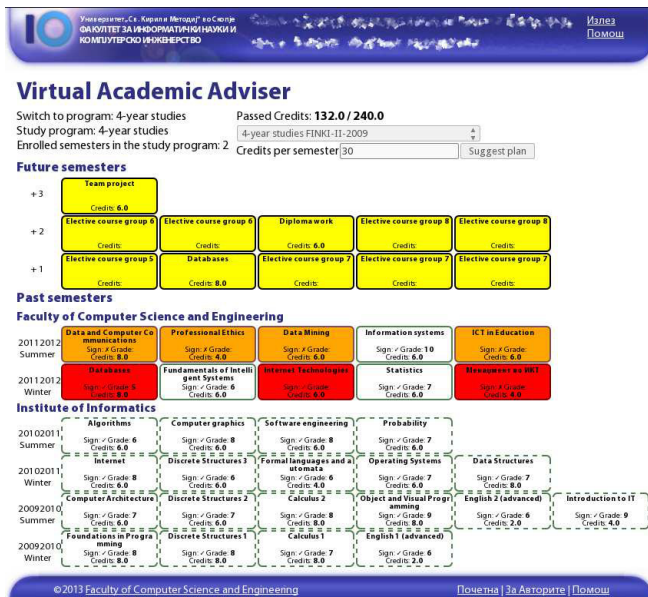 Универзитет„Св. Кирил и Методиј“ во Скопје
ФАКУЛТЕТ ЗА ИНФОРМАТИЧКИ НАУКИ И
КОМПЈУТЕРСКО ИНЖЕНЕРСТВО
Излез
Помош
Virtual Academic Adviser
Switch to program: 4-year studies
Passed Credits: 132.0 / 240.0
Study program: 4-year studies
4-year studies FINKI-II-2009
Enrolled semesters in the study program: 2
Credits per semester 30
Suggest plan
Future semesters
+3
Team project
Credits: 6.0
+2
Elective course group 6 Elective course group 6 Diploma work Elective course group 8 Elective course group 8
Credits: Credits: Credits: 6.0 Credits: Credits:
+1
Elective course group 5 Databases Elective course group 7 Elective course group 7 Elective course group 7
Credits: Credits: 8.0 Credits: Credits: Credits:
Past semesters
Faculty of Computer Science and Engineering
20112012 Summer
Data and Computer Co mmunications Professional Ethics Data Mining Information systems ICT in Education
Sign: ✗ Grade: Sign: ✗ Grade: Sign: ✗ Grade: Sign: ✓ Grade: 10 Sign: ✗ Grade:
Credits: 8.0 Credits: 4.0 Credits: 6.0 Credits: 6.0 Credits: 6.0
20112012 Winter
Databases Fundamentals of Intelli gent Systems Internet Technologies Statistics Менаџмент во ИКТ
Sign: ✓ Grade: 5 Sign: ✓ Grade: 6 Sign: ✓ Grade: Sign: ✓ Grade: 7 Sign: ✗ Grade:
Credits: 8.0 Credits: 6.0 Credits: 6.0 Credits: 6.0 Credits: 4.0
Institute of Informatics
20102011 Summer
Algorithms Computer graphics Software engineering Probability
Sign: ✓ Grade: 6 Sign: ✓ Grade: 8 Sign: ✓ Grade: 8 Sign: ✓ Grade: 7
Credits: 6.0 Credits: 6.0 Credits: 6.0 Credits: 6.0
20102011 Winter
Internet Discrete Structures 3 Formal languages and a utomata Operating Systems Data Structures
Sign: ✓ Grade: 8 Sign: ✓ Grade: 6 Sign: ✓ Grade: 6 Sign: ✓ Grade: 7 Sign: ✓ Grade: 7
Credits: 6.0 Credits: 6.0 Credits: 4.0 Credits: 6.0 Credits: 8.0
20092010 Summer
Computer Architecture Discrete Structures 2 Calculus 2 Object and Visual Progr amming English 2 (advanced) Introduction to IT
Sign: ✓ Grade: 7 Sign: ✓ Grade: 7 Sign: ✓ Grade: 8 Sign: ✓ Grade: 9 Sign: ✓ Grade: 6 Sign: ✓ Grade: 9
Credits: 6.0 Credits: 6.0 Credits: 8.0 Credits: 8.0 Credits: 2.0 Credits: 4.0
20092010 Winter
Foundations in Progra mming Discrete Structures 1 Calculus 1 English 1 (advanced)
Sign: ✓ Grade: 8 Sign: ✓ Grade: 8 Sign: ✓ Grade: 7 Sign: ✓ Grade: 6
Credits: 8.0 Credits: 8.0 Credits: 8.0 Credits: 2.0
©2013 Faculty of Computer Science and Engineering
Почетна | За Авторите | Помош